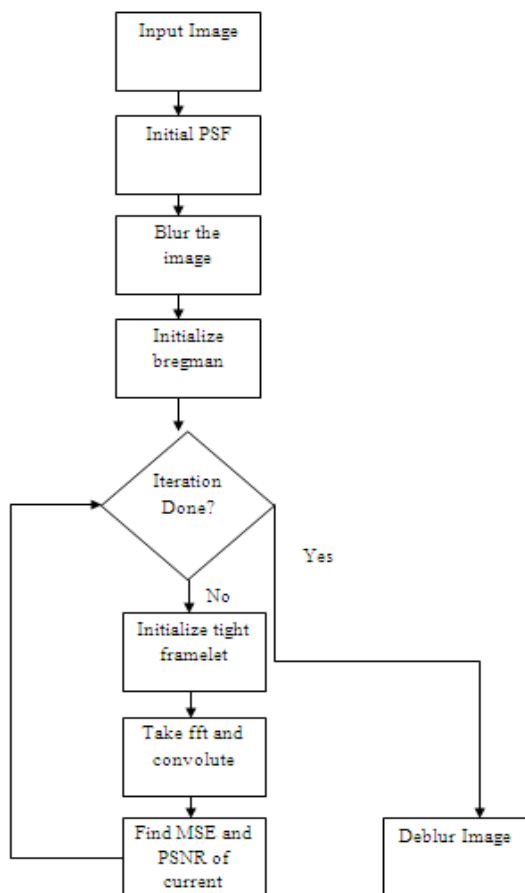 Input Image
Initial PSF
Blur the
image
Initialize
bregman
Iteration
Done?
Yes
No
Initialize tight
framelet
Take fft and
convolute
Find MSE and
PSNR of
current
Deblur Image